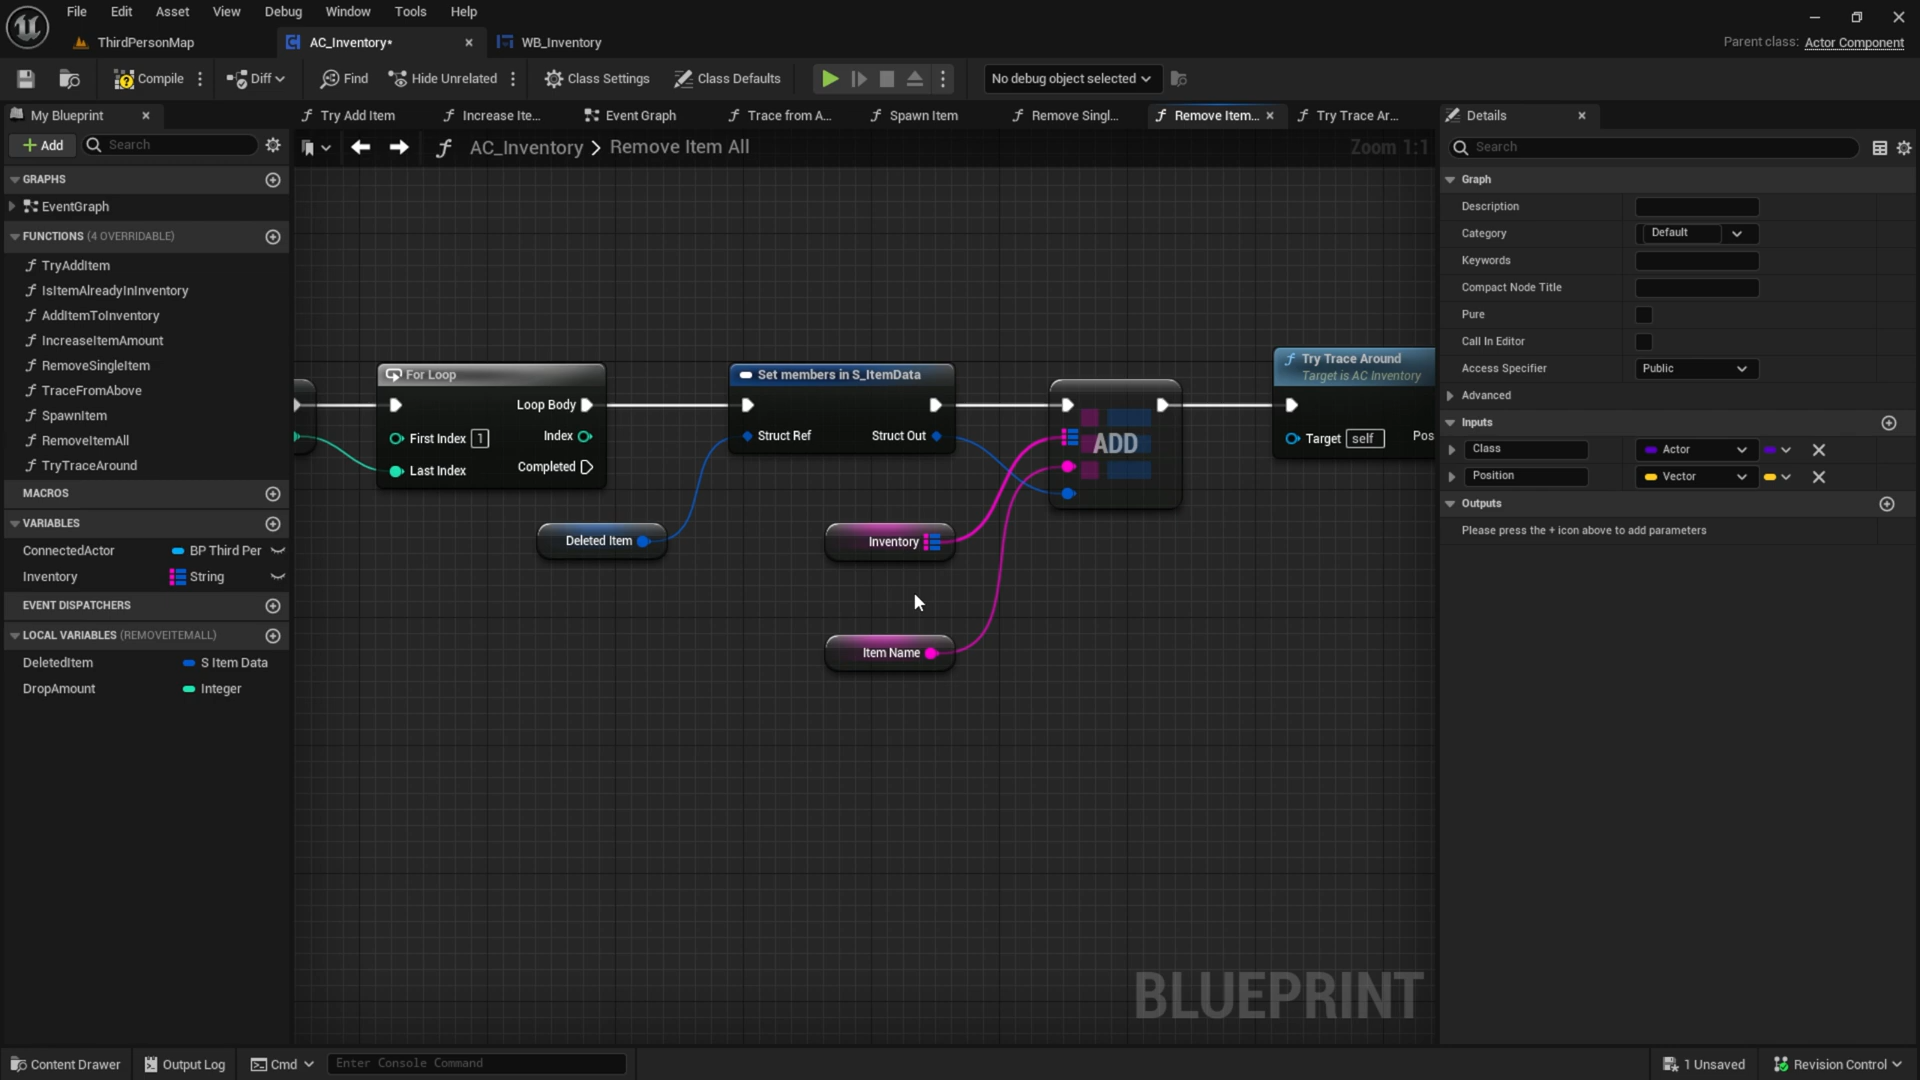 File Edit Asset View Debug Window Tools Help
ThirdPersonMap AC_Inventory* WB_Inventory
Parent class: Actor Component
Compile Diff Find Hide Unrelated Class Settings Class Defaults No debug object selected
My Blueprint
Try Add Item Increase Ite... Event Graph Trace from A... Spawn Item Remove Singl... Remove Item... Try Trace Ar...
Details
Add Search
AC_Inventory > Remove Item All
Zoom 1:1
Search
GRAPHS
EventGraph
FUNCTIONS (4 OVERRIDABLE)
TryAddItem
IsItemAlreadyInInventory
AddItemToInventory
IncreaseItemAmount
RemoveSingleItem
TraceFromAbove
SpawnItem
RemoveItemAll
TryTraceAround
MACROS
VARIABLES
ConnectedActor BP Third Per
Inventory String
EVENT DISPATCHERS
LOCAL VARIABLES (REMOVEITEMALL)
DeletedItem S Item Data
DropAmount Integer
For Loop
Loop Body
First Index 1 Index
Last Index Completed
Set members in S_ItemData
Struct Ref Struct Out
Deleted Item
Inventory
Item Name
ADD
Try Trace Around
Target is AC Inventory
Target self Pos
BLUEPRINT
Graph
Description
Category Default
Keywords
Compact Node Title
Pure
Call In Editor
Access Specifier Public
Advanced
Inputs
Class Actor
Position Vector
Outputs
Please press the + icon above to add parameters
Content Drawer Output Log Cmd Enter Console Command 1 Unsaved Revision Control